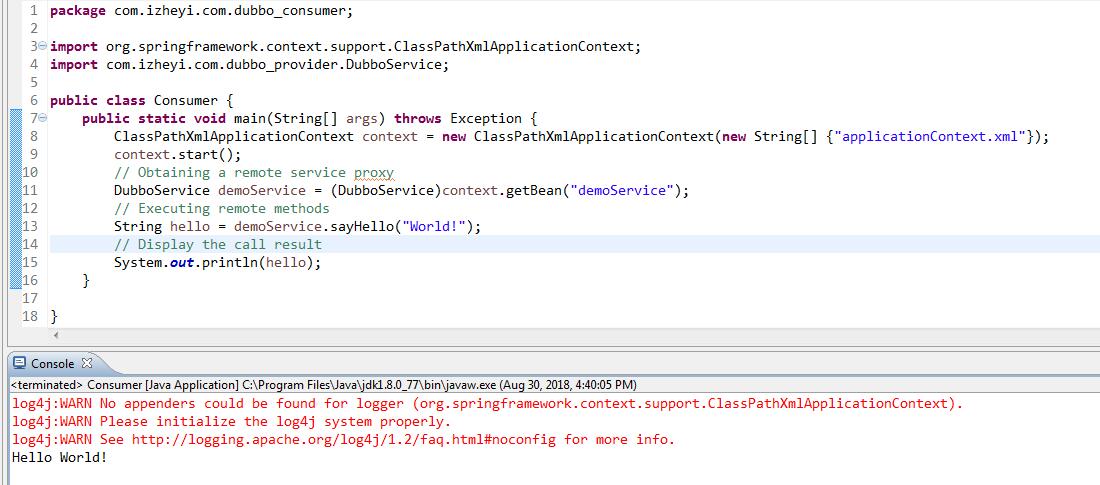 1 package com.izheyi.com.dubbo_consumer;
2
3 import org.springframework.context.support.ClassPathXmlApplicationContext;
4 import com.izheyi.com.dubbo_provider.DubboService;
5
6 public class Consumer {
7 public static void main(String[] args) throws Exception {
8 ClassPathXmlApplicationContext context = new ClassPathXmlApplicationContext(new String[] {"applicationContext.xml"});
9 context.start();
10 // Obtaining a remote service proxy
11 DubboService demoService = (DubboService)context.getBean("demoService");
12 // Executing remote methods
13 String hello = demoService.sayHello("World!");
14 // Display the call result
15 System.out.println(hello);
16 }
17
18 }
Console
<terminated> Consumer [Java Application] C:\Program Files\Java\jdk1.8.0_77\bin\javaw.exe (Aug 30, 2018, 4:40:05 PM)
log4j:WARN No appenders could be found for logger (org.springframework.context.support.ClassPathXmlApplicationContext).
log4j:WARN Please initialize the log4j system properly.
log4j:WARN See http://logging.apache.org/log4j/1.2/faq.html#noconfig for more info.
Hello World!